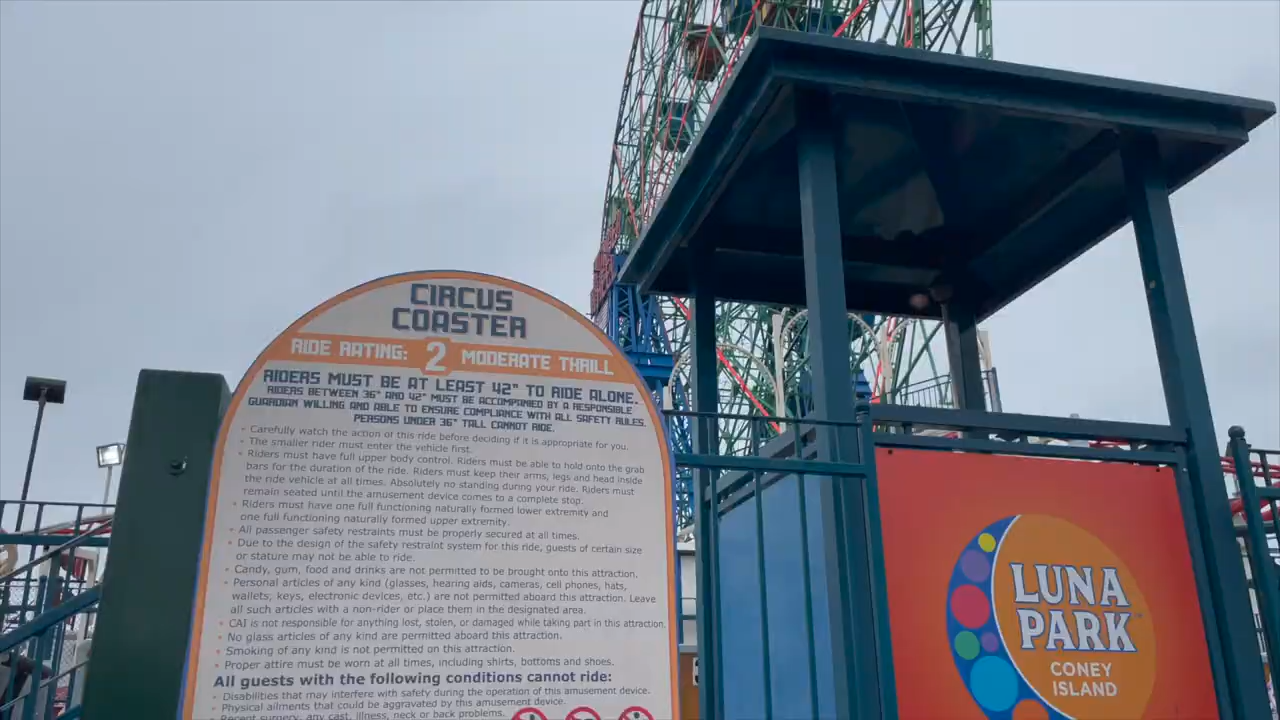 CIRCUS
COASTER
RIDE RATING: 2 MODERATE THRILL
RIDERS MUST BE AT LEAST 42" TO RIDE ALONE.
RIDERS BETWEEN 36" AND 42" MUST BE ACCOMPANIED BY A RESPONSIBLE
GUARDIAN WILLING AND ABLE TO ENSURE COMPLIANCE WITH ALL SAFETY RULES.
PERSONS UNDER 36" TALL CANNOT RIDE.
• Carefully watch the action of this ride before deciding if it is appropriate for you.
• The smaller rider must enter the vehicle first.
• Riders must have full upper body control. Riders must be able to hold onto the grab
bars for the duration of the ride. Riders must keep their arms, legs and head inside
the ride vehicle at all times. Absolutely no standing during your ride. Riders must
remain seated until the amusement device comes to a complete stop.
• Riders must have one full functioning naturally formed lower extremity and
one full functioning naturally formed upper extremity.
• All passenger safety restraints must be properly secured at all times.
• Due to the design of the safety restraint system for this ride, guests of certain size
or stature may not be able to ride.
• Candy, gum, food and drinks are not permitted to be brought onto this attraction.
• Personal articles of any kind (glasses, hearing aids, cameras, cell phones, hats,
wallets, keys, electronic devices, etc.) are not permitted aboard this attraction. Leave
all such articles with a non-rider or place them in the designated area.
• CAI is not responsible for anything lost, stolen, or damaged while taking part in this attraction.
• No glass articles of any kind are permitted aboard this attraction.
• Smoking of any kind is not permitted on this attraction.
• Proper attire must be worn at all times, including shirts, bottoms and shoes.
All guests with the following conditions cannot ride:
• Disabilities that may interfere with safety during the operation of this amusement device.
• Physical ailments that could be aggravated by this amusement device.
• Recent surgery, any cast, illness, neck or back problems.
LUNA
PARK™
CONEY
ISLAND